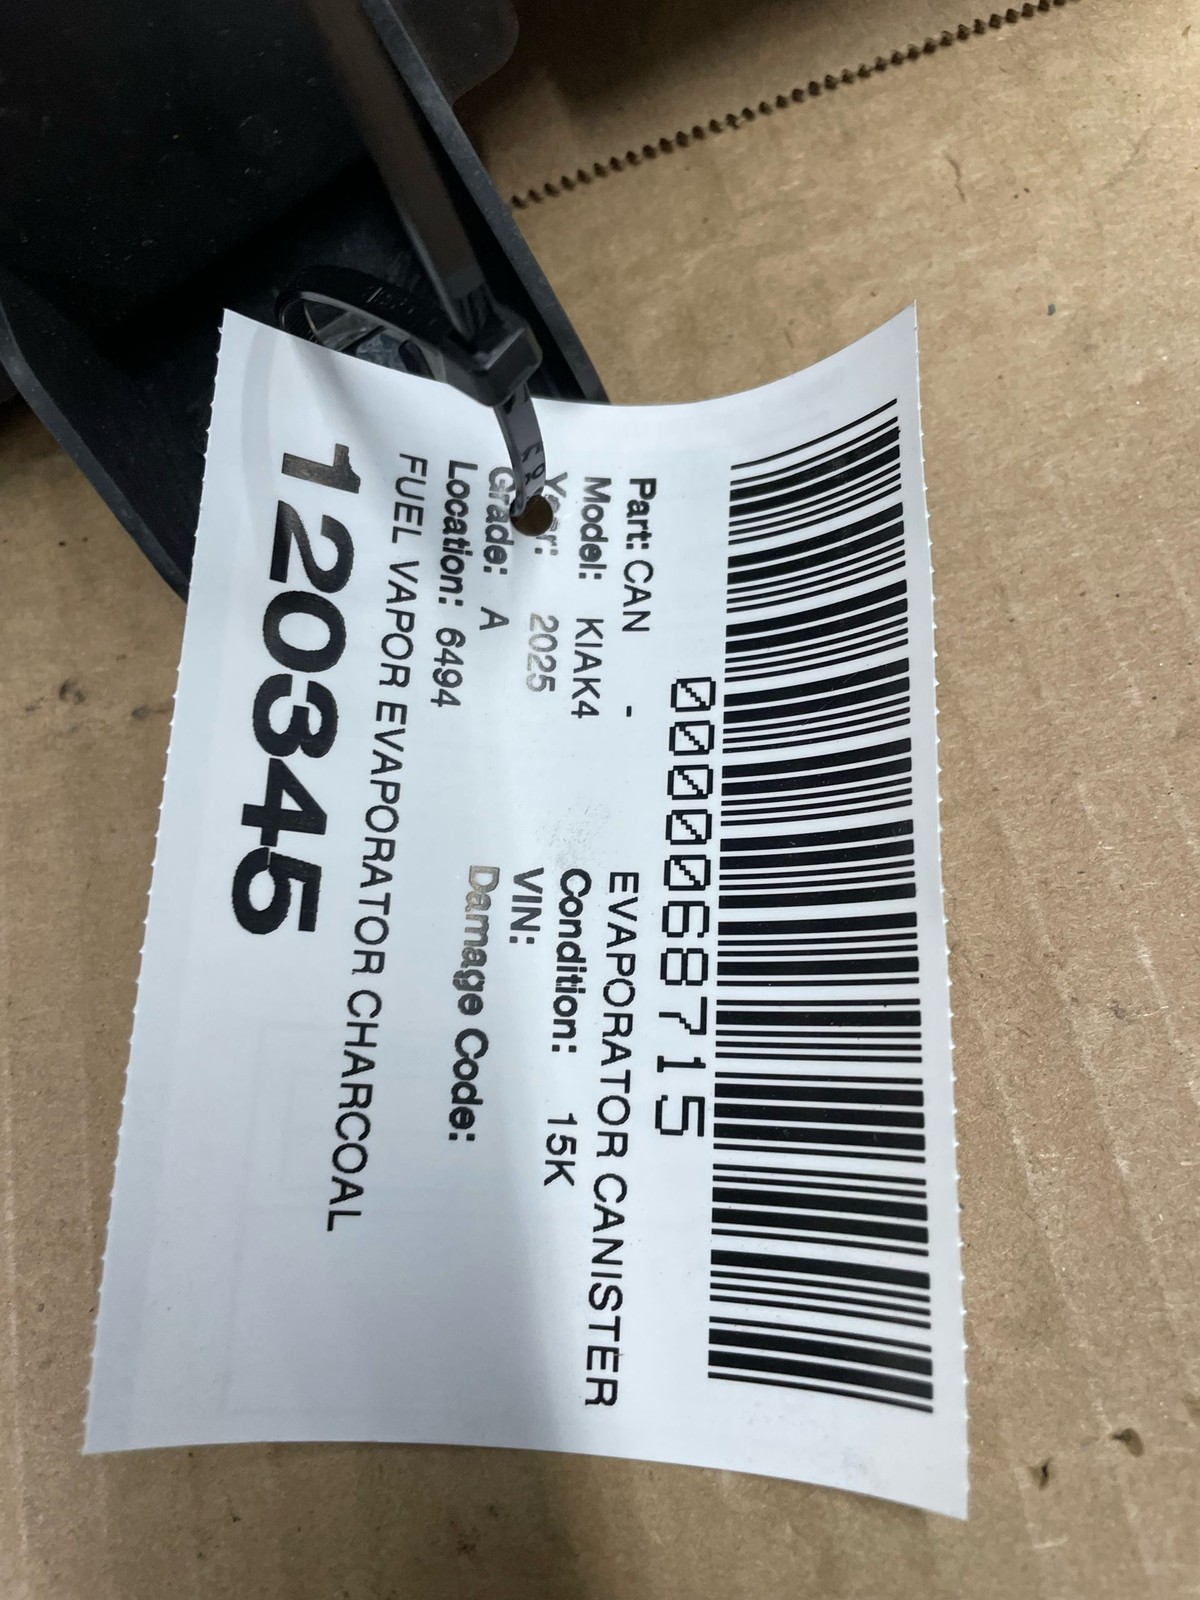 000068715
Part: CAN - EVAPORATOR CANISTER
Model: KIAK4 Condition: 15K
Year: 2025 VIN:
Grade: A Damage Code:
Location: 6494
FUEL VAPOR EVAPORATOR CHARCOAL
120345